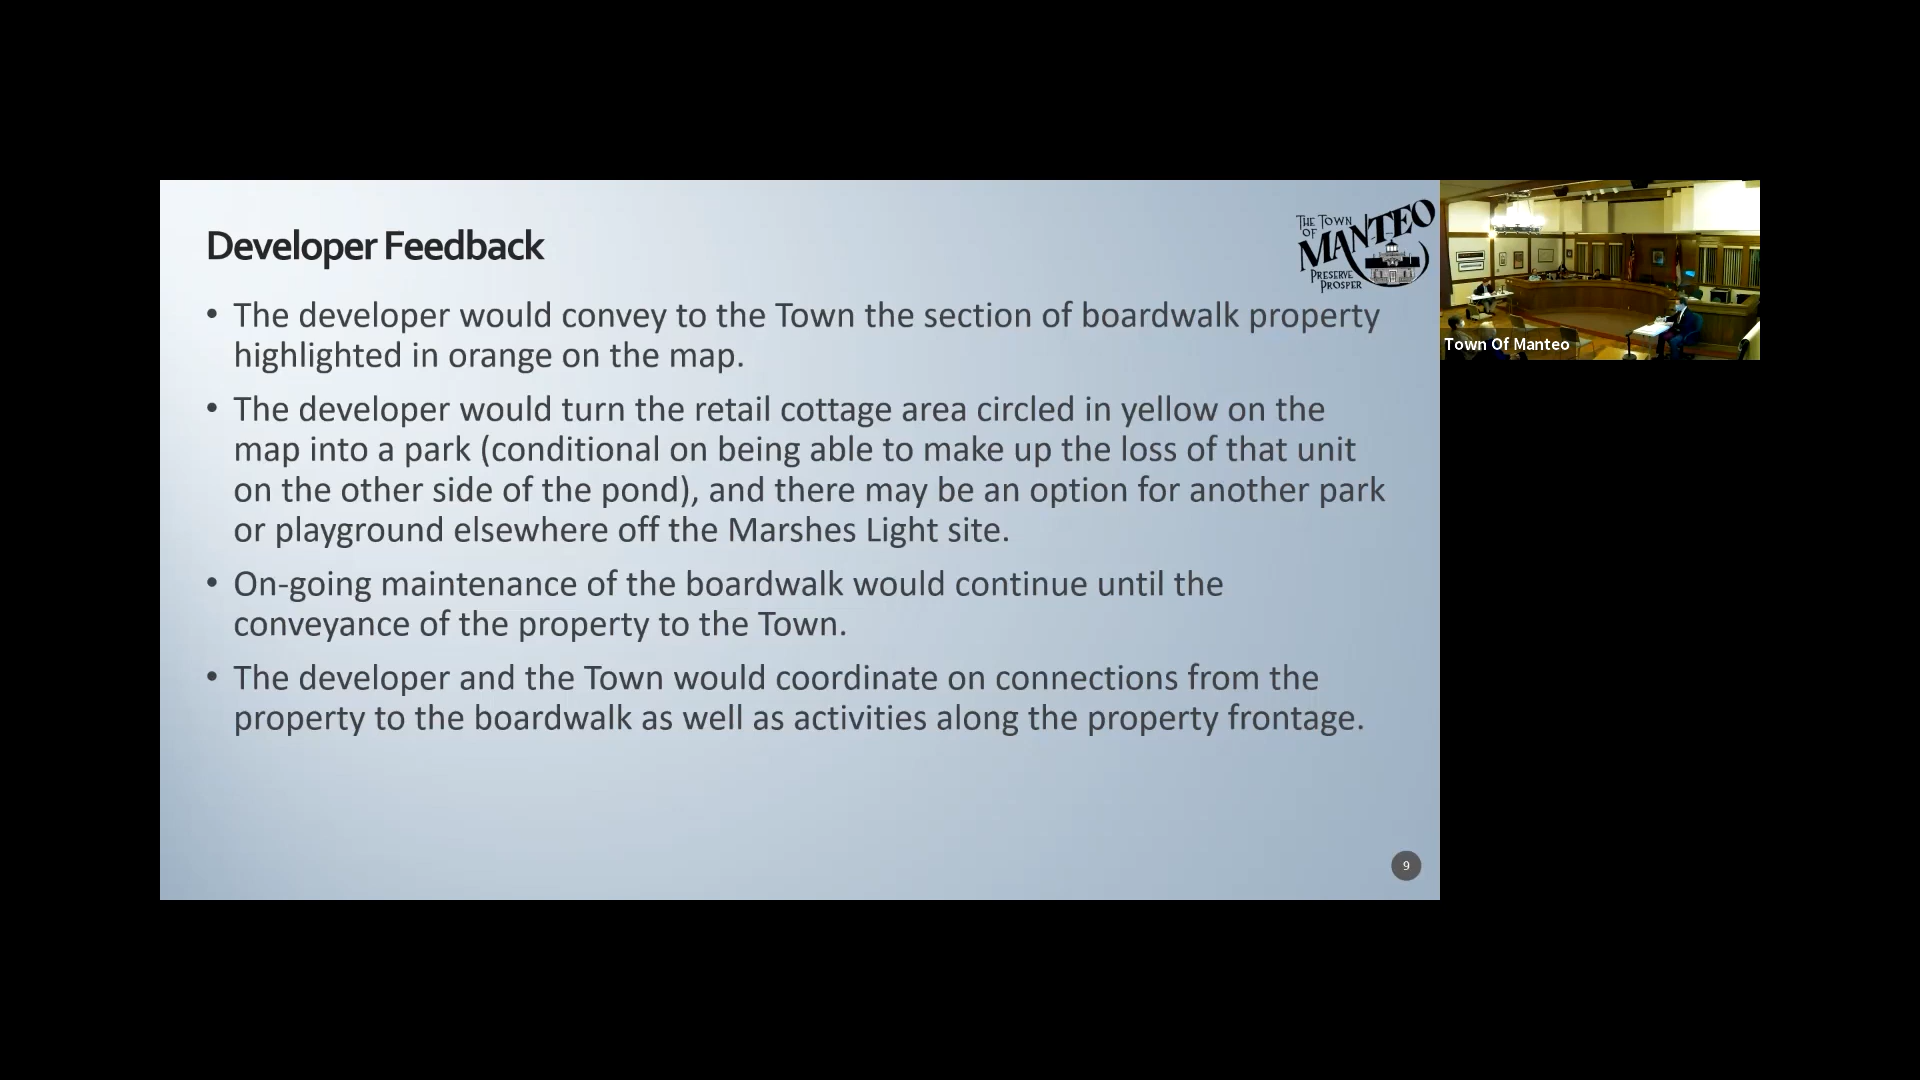 Developer Feedback
THE TOWN
OF
MANTEO
PRESERVE
PROSPER
• The developer would convey to the Town the section of boardwalk property
highlighted in orange on the map.
• The developer would turn the retail cottage area circled in yellow on the
map into a park (conditional on being able to make up the loss of that unit
on the other side of the pond), and there may be an option for another park
or playground elsewhere off the Marshes Light site.
• On-going maintenance of the boardwalk would continue until the
conveyance of the property to the Town.
• The developer and the Town would coordinate on connections from the
property to the boardwalk as well as activities along the property frontage.
9
Town Of Manteo